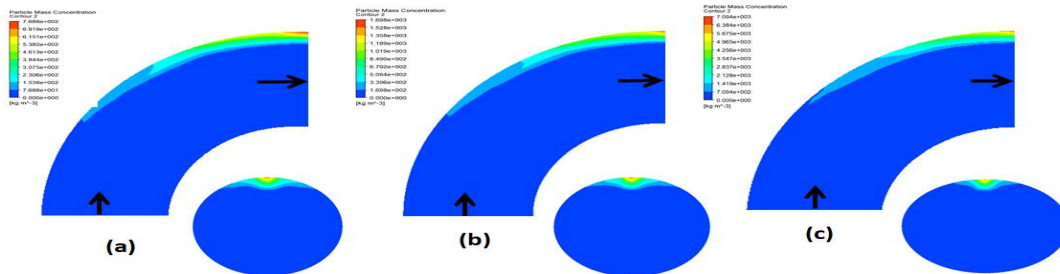 Particle Mass Concentration
Contour 2
7.688e+002
6.919e+002
6.151e+002
5.382e+002
4.613e+002
3.844e+002
3.075e+002
2.306e+002
1.538e+002
7.688e+001
0.000e+000
[kg m^-3]
(a)
Particle Mass Concentration
Contour 2
1.698e+003
1.528e+003
1.358e+003
1.189e+003
1.019e+003
8.490e+002
6.792e+002
5.094e+002
3.396e+002
1.698e+002
0.000e+000
[kg m^-3]
(b)
Particle Mass Concentration
Contour 2
7.094e+003
6.384e+003
5.675e+003
4.965e+003
4.256e+003
3.547e+003
2.837e+003
2.128e+003
1.419e+003
7.094e+002
0.000e+000
[kg m^-3]
(c)